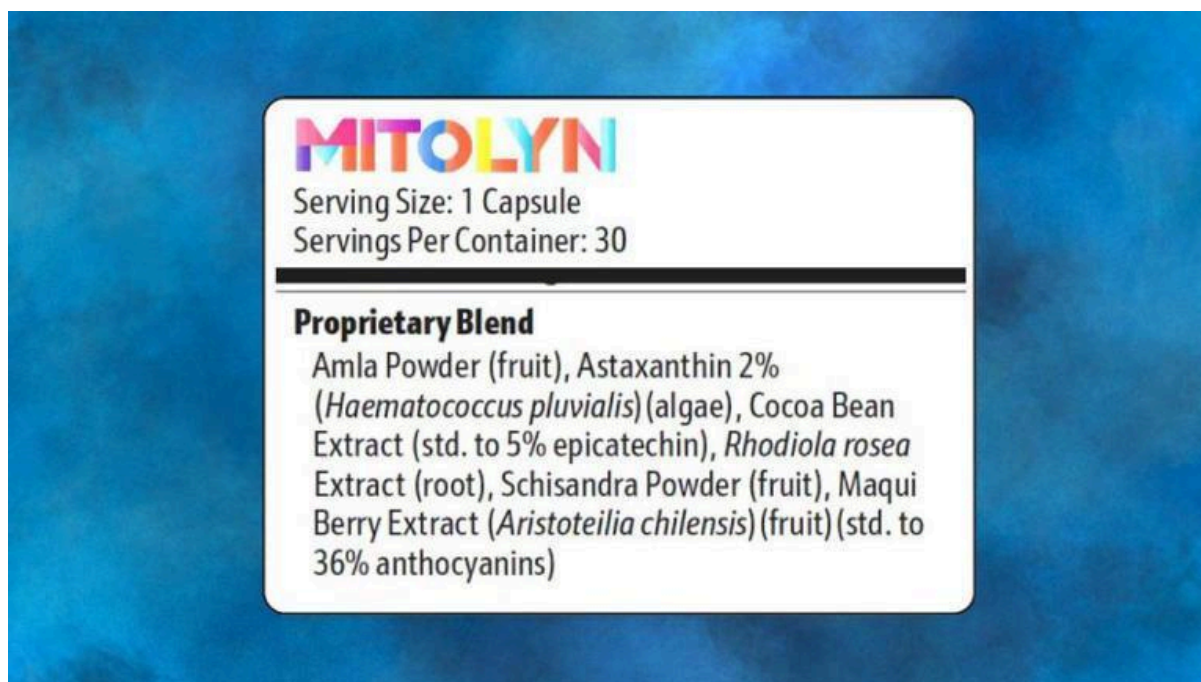 MITOLYN
Serving Size: 1 Capsule
Servings Per Container: 30
Proprietary Blend
Amla Powder (fruit), Astaxanthin 2%
(Haematococcus pluvialis) (algae), Cocoa Bean
Extract (std. to 5% epicatechin), Rhodiola rosea
Extract (root), Schisandra Powder (fruit), Maqui
Berry Extract (Aristoteilia chilensis) (fruit) (std. to
36% anthocyanins)